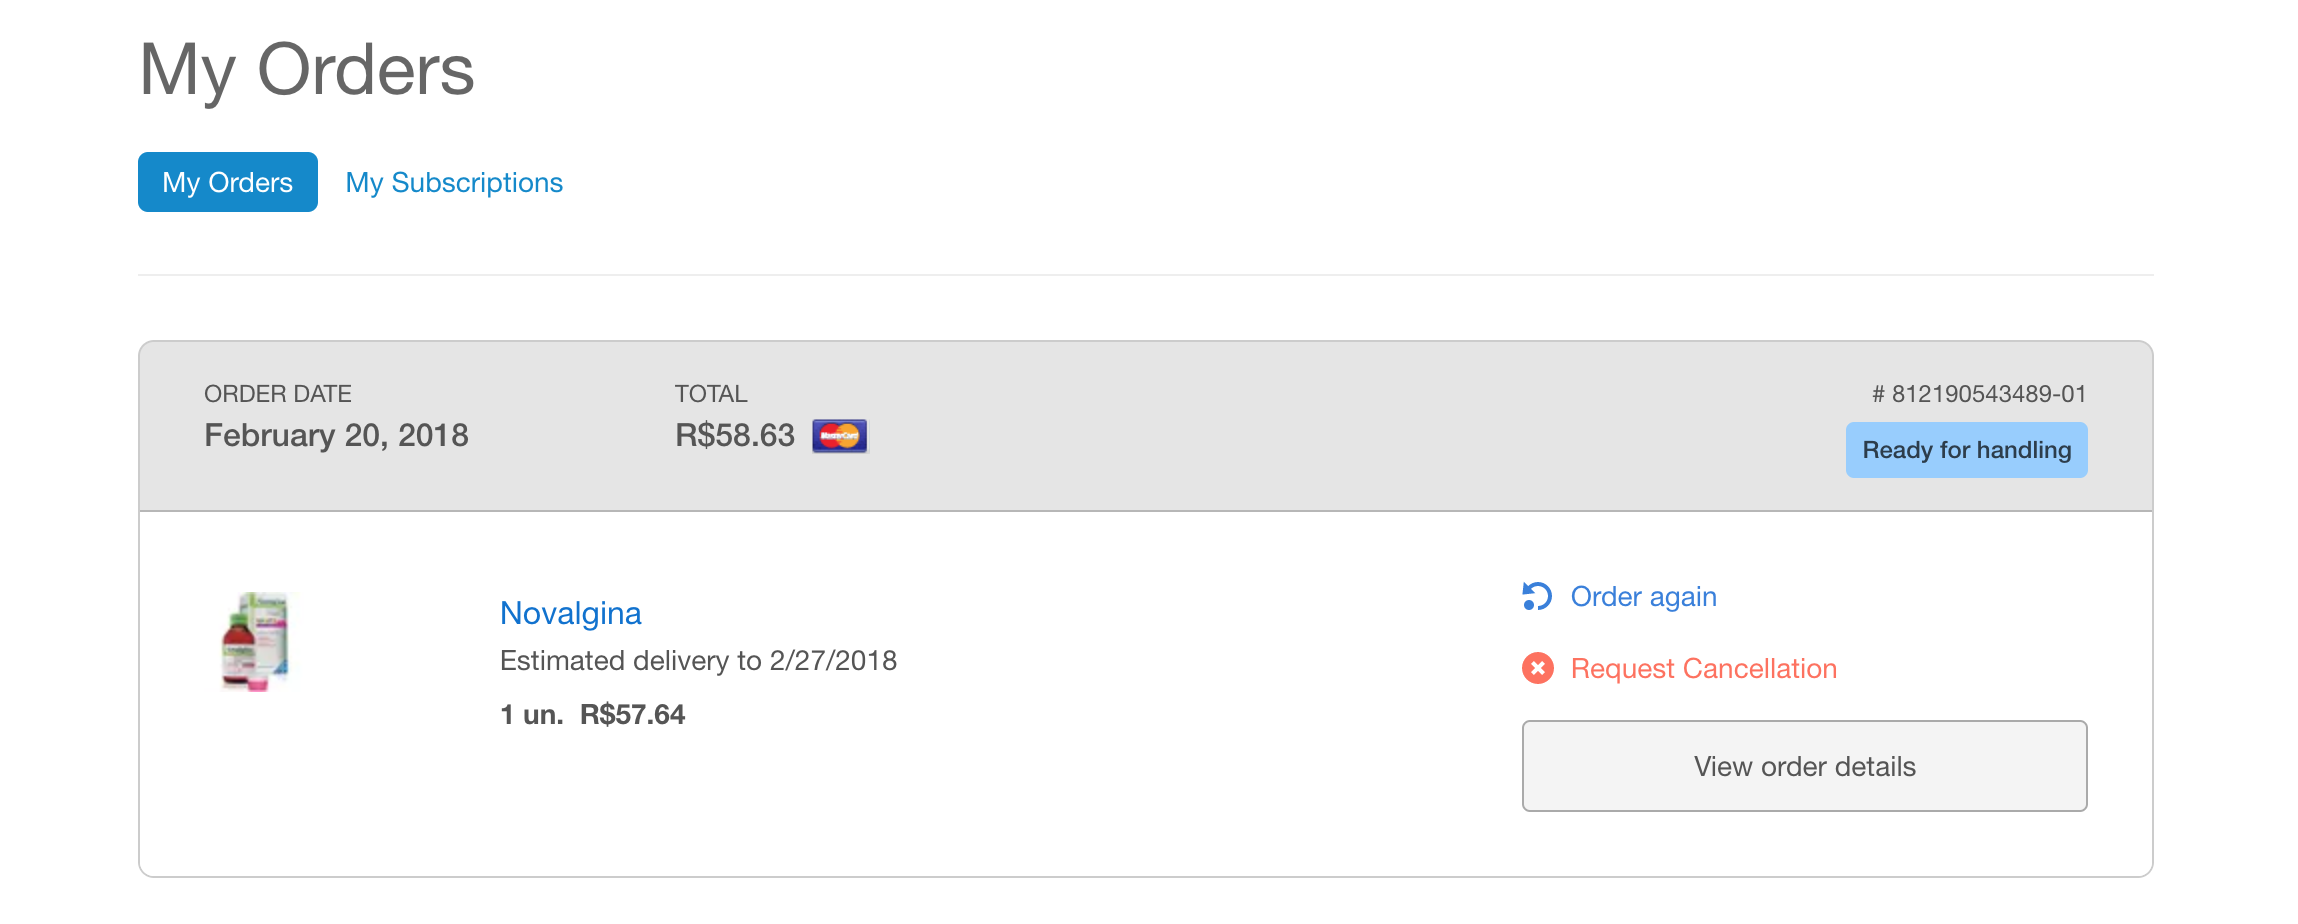 My Orders
My Orders
My Subscriptions
ORDER DATE
February 20, 2018
TOTAL
R$58.63
MasterCard
# 812190543489-01
Ready for handling
Novalgina
Estimated delivery to 2/27/2018
1 un. R$57.64
Order again
Request Cancellation
View order details